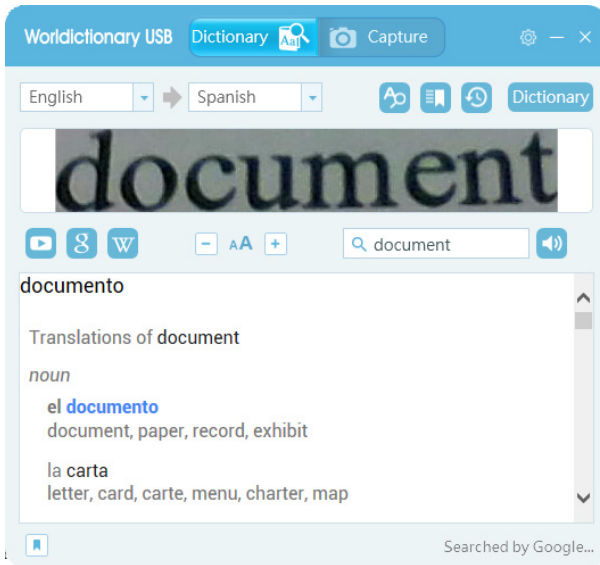 Worldictionary USB Dictionary Capture
English Spanish Dictionary
document
document
documento
Translations of document
noun
el documento
document, paper, record, exhibit
la carta
letter, card, carte, menu, charter, map
Searched by Google...